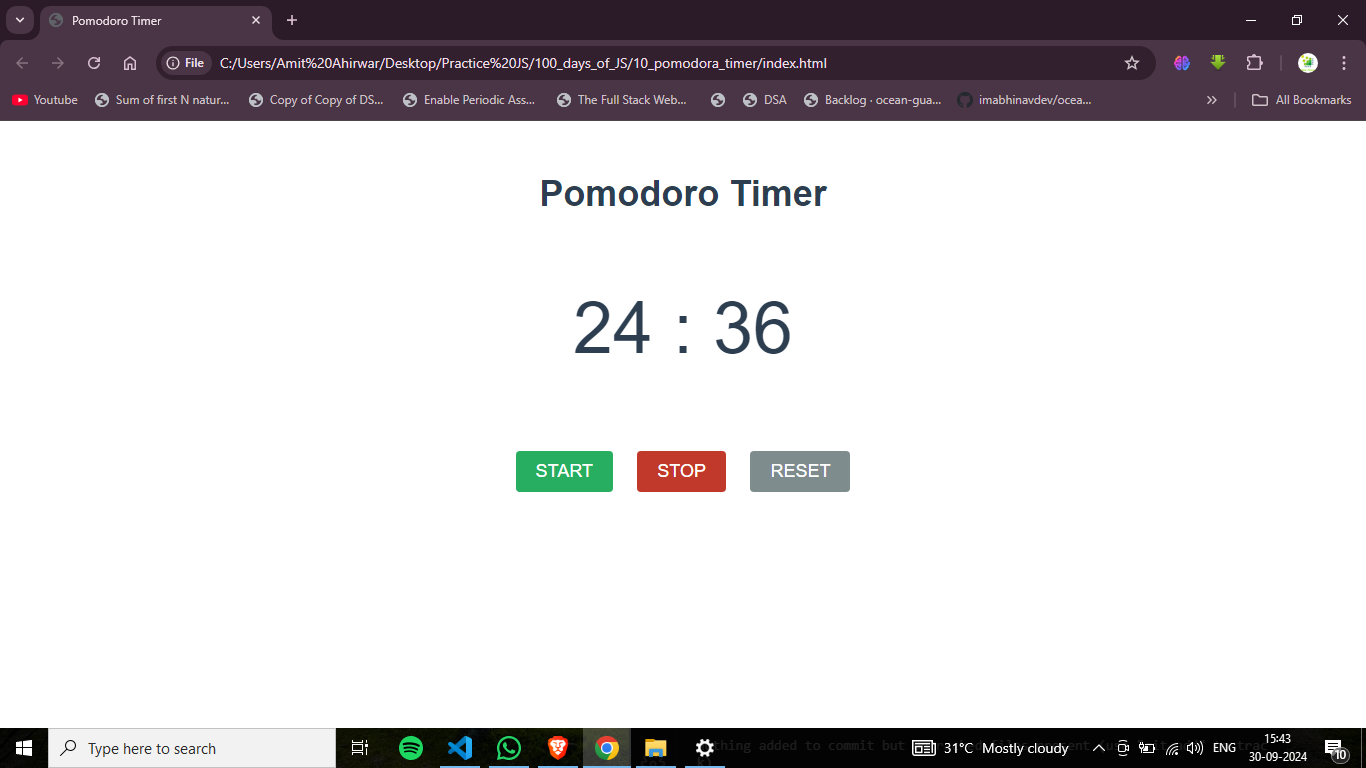 Pomodoro Timer
File C:/Users/Amit%20Ahirwar/Desktop/Practice%20JS/100_days_of_JS/10_pomodora_timer/index.html
Youtube Sum of first N natur... Copy of Copy of DS... Enable Periodic Ass... The Full Stack Web... DSA Backlog · ocean-gua... imabhinavdev/ocea... » All Bookmarks
Pomodoro Timer
24 : 36
START STOP RESET
Type here to search thing added to commit but 31°C Mostly cloudy ENG 15:43
30-09-2024 10